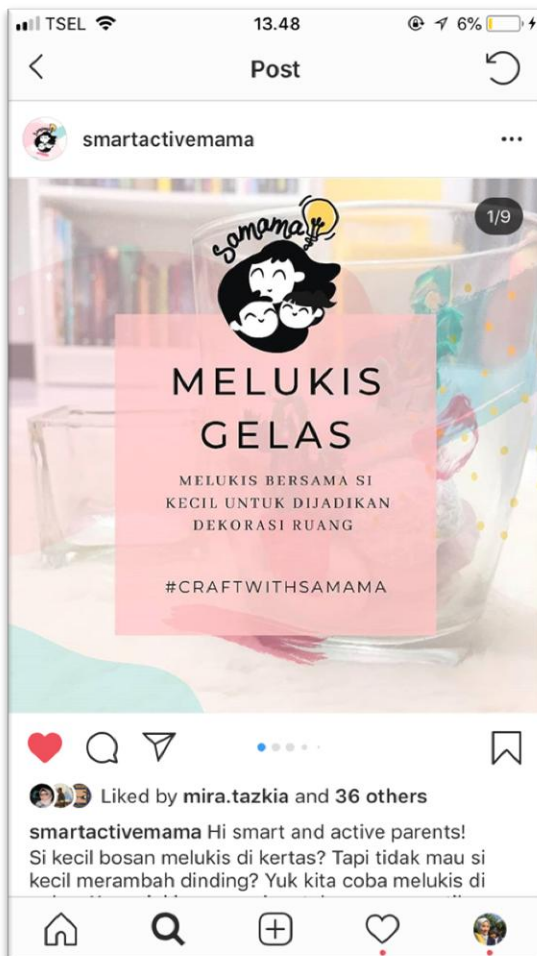 TSEL 13.48 6%
Post
smartactivemama
1/9
samama
MELUKIS
GELAS
MELUKIS BERSAMA SI
KECIL UNTUK DIJADIKAN
DEKORASI RUANG
#CRAFTWITHSAMAMA
Liked by mira.tazkia and 36 others
smartactivemama Hi smart and active parents!
Si kecil bosan melukis di kertas? Tapi tidak mau si
kecil merambah dinding? Yuk kita coba melukis di